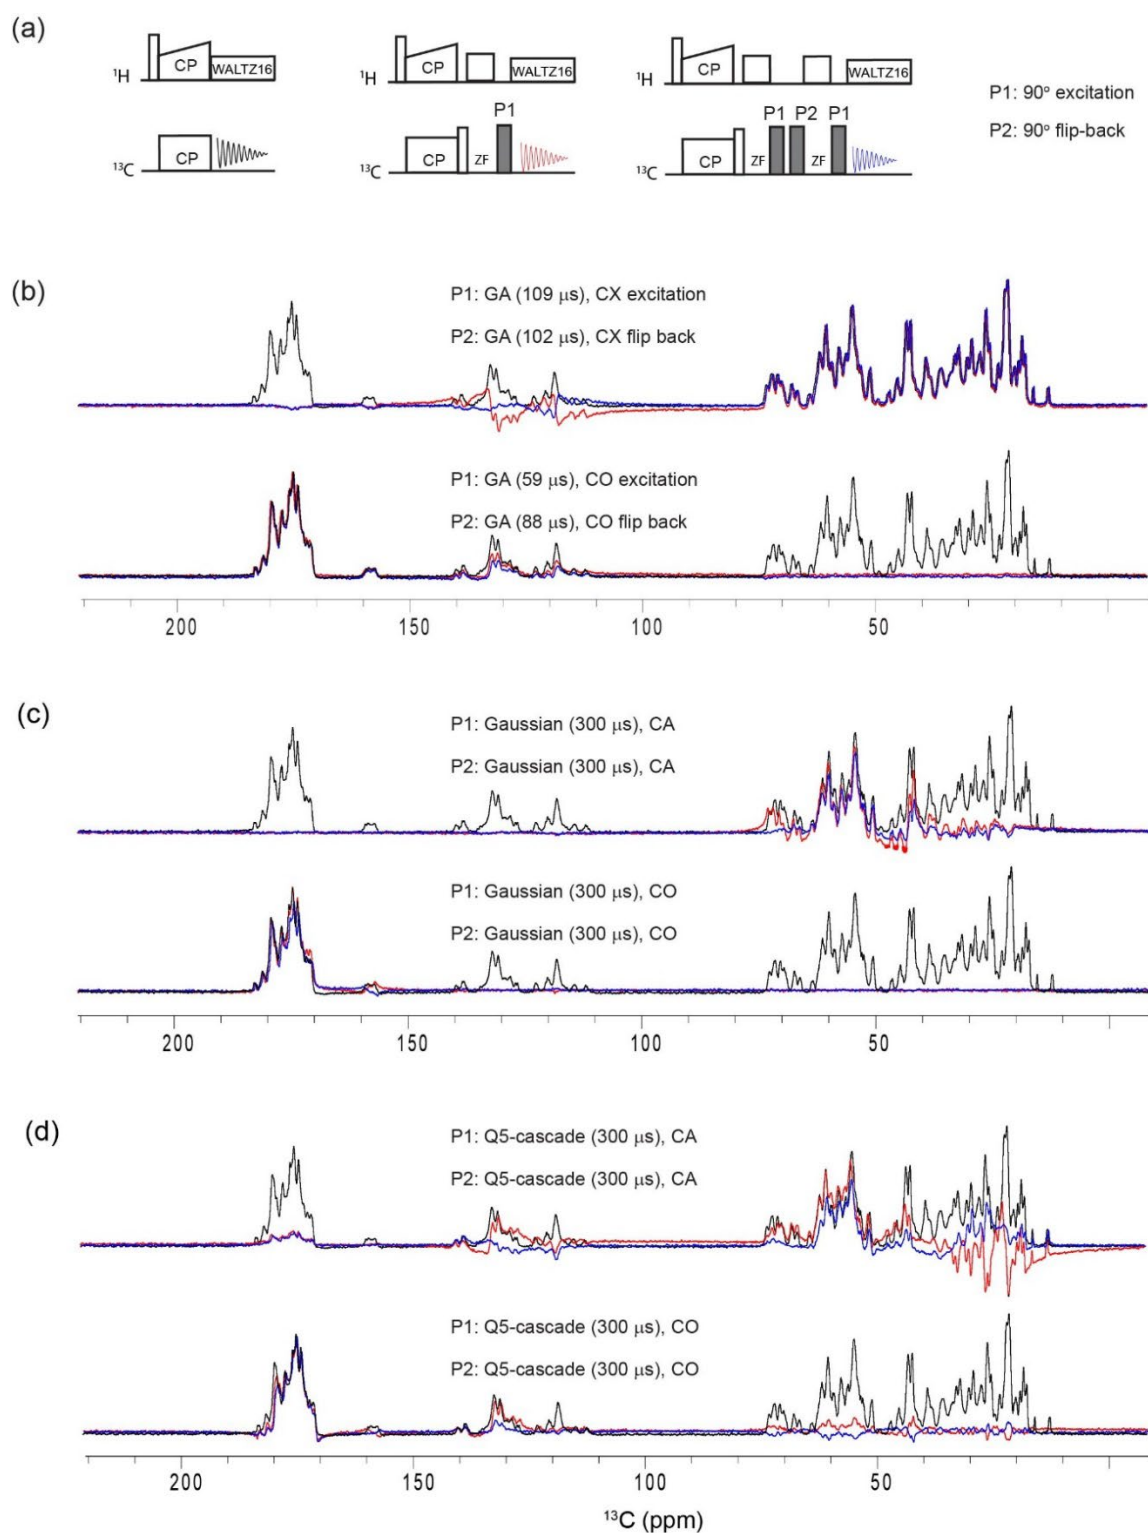 (a)
¹H CP WALTZ16
¹³C CP
¹H CP WALTZ16
P1
¹³C CP ZF
¹H CP WALTZ16
P1 P2 P1
¹³C CP ZF ZF
P1: 90° excitation
P2: 90° flip-back
(b)
P1: GA (109 μs), CX excitation
P2: GA (102 μs), CX flip back
P1: GA (59 μs), CO excitation
P2: GA (88 μs), CO flip back
200 150 100 50
(c)
P1: Gaussian (300 μs), CA
P2: Gaussian (300 μs), CA
P1: Gaussian (300 μs), CO
P2: Gaussian (300 μs), CO
200 150 100 50
(d)
P1: Q5-cascade (300 μs), CA
P2: Q5-cascade (300 μs), CA
P1: Q5-cascade (300 μs), CO
P2: Q5-cascade (300 μs), CO
200 150 100 50
¹³C (ppm)